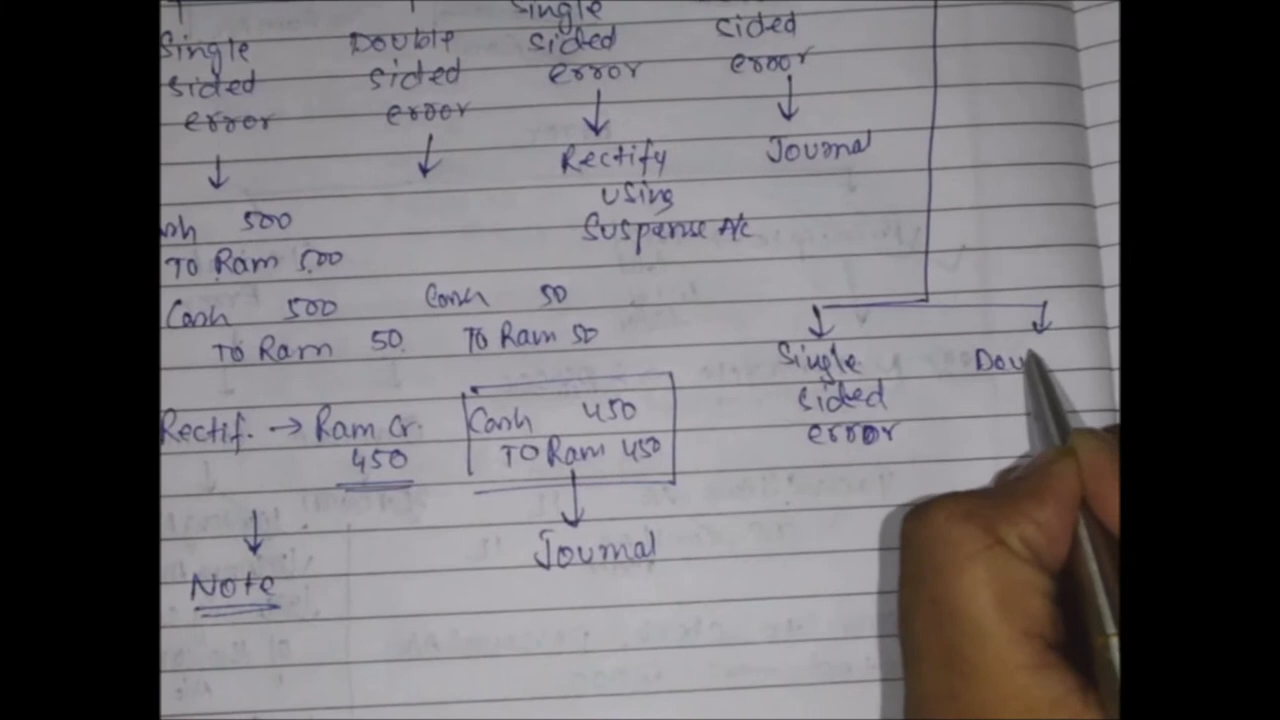 Single
Single
sided
error
Double
sided
error
sided
error
sided
error
Rectify
using
Suspense A/c
Journal
sh 500
To Ram 500
Cash 500
To Ram 50
Cash 50
To Ram 50
Rectif. → Ram Cr.
450
Cash 450
To Ram 450
Note
Journal
Single
sided
error
Dou